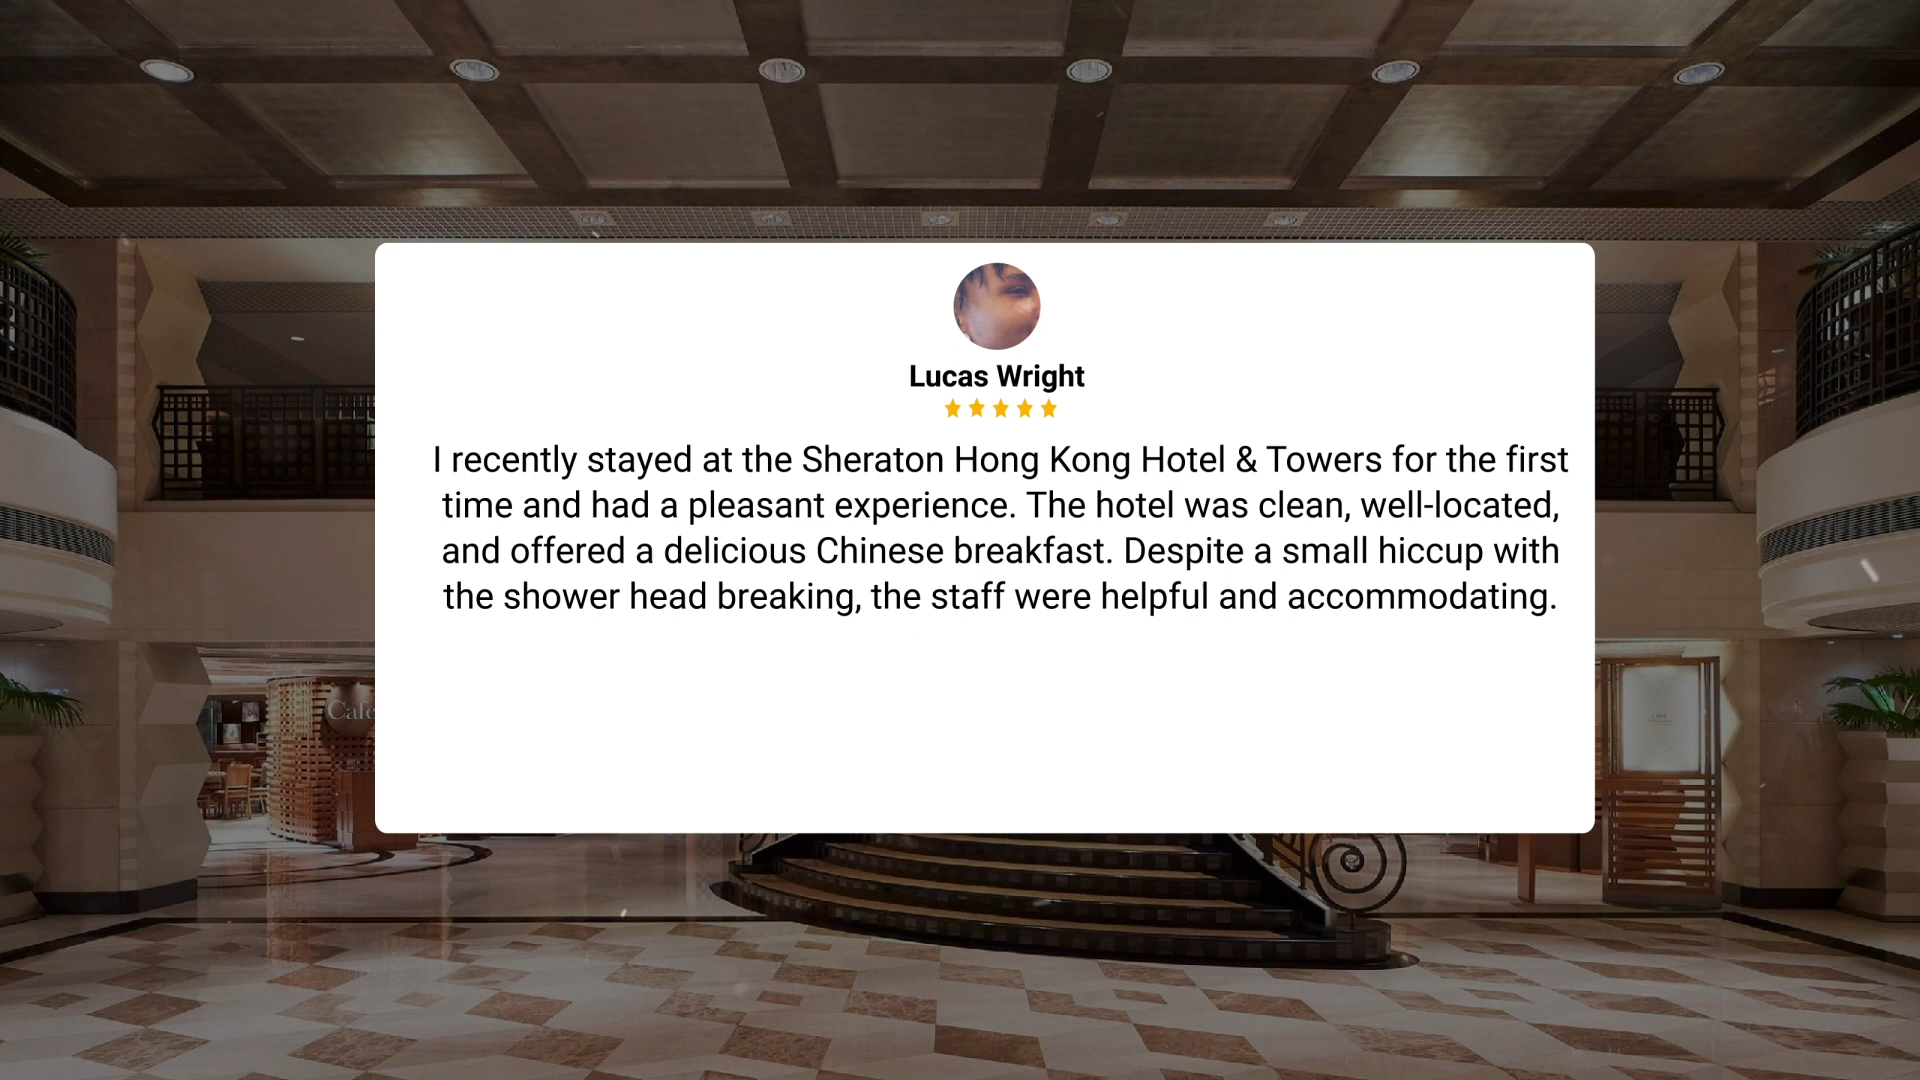 Lucas Wright
I recently stayed at the Sheraton Hong Kong Hotel & Towers for the first
time and had a pleasant experience. The hotel was clean, well-located,
and offered a delicious Chinese breakfast. Despite a small hiccup with
the shower head breaking, the staff were helpful and accommodating.
Café